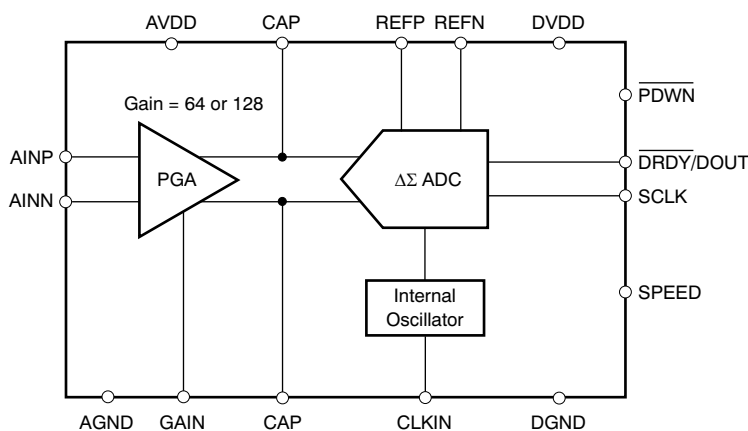 AVDD CAP REFP REFN DVDD
PDWN
Gain = 64 or 128
AINP
PGA
ΔΣ ADC
DRDY/DOUT
AINN
SCLK
Internal
Oscillator
SPEED
AGND GAIN CAP CLKIN DGND